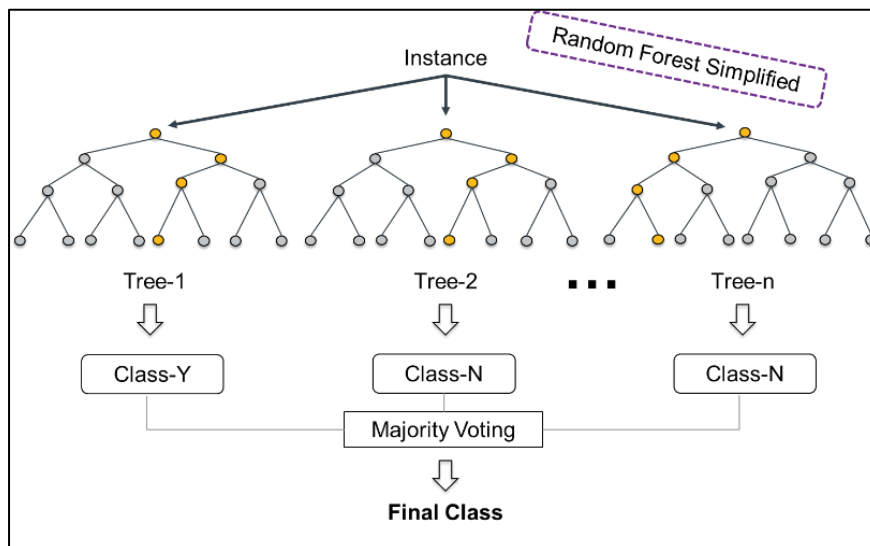 Random Forest Simplified
Instance
Tree-1
Tree-2
...
Tree-n
Class-Y
Class-N
Class-N
Majority Voting
Final Class